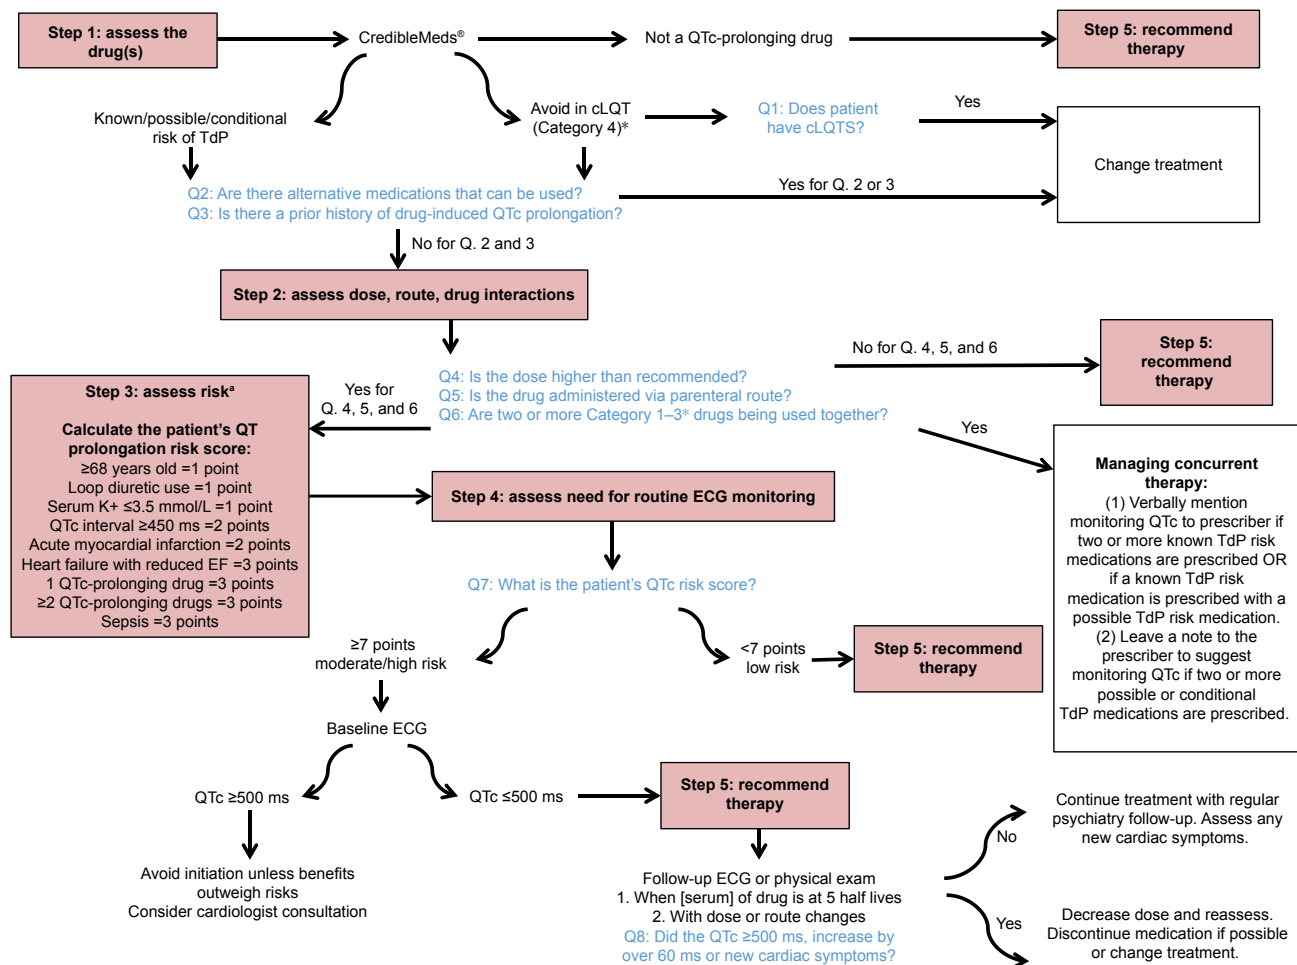 Step 1: assess the
drug(s)
CredibleMeds®
Not a QTc-prolonging drug
Step 5: recommend
therapy
Known/possible/conditional
risk of TdP
Avoid in cLQT
(Category 4)*
Q1: Does patient
have cLQTS?
Yes
Change treatment
Q2: Are there alternative medications that can be used?
Q3: Is there a prior history of drug-induced QTc prolongation?
Yes for Q. 2 or 3
No for Q. 2 and 3
Step 2: assess dose, route, drug interactions
Q4: Is the dose higher than recommended?
Q5: Is the drug administered via parenteral route?
Q6: Are two or more Category 1–3* drugs being used together?
No for Q. 4, 5, and 6
Step 5:
recommend
therapy
Yes for
Q. 4, 5, and 6
Yes
Step 3: assess riskª
Calculate the patient's QT
prolongation risk score:
≥68 years old =1 point
Loop diuretic use =1 point
Serum K+ ≤3.5 mmol/L =1 point
QTc interval ≥450 ms =2 points
Acute myocardial infarction =2 points
Heart failure with reduced EF =3 points
1 QTc-prolonging drug =3 points
≥2 QTc-prolonging drugs =3 points
Sepsis =3 points
Managing concurrent
therapy:
(1) Verbally mention
monitoring QTc to prescriber if
two or more known TdP risk
medications are prescribed OR
if a known TdP risk
medication is prescribed with a
possible TdP risk medication.
(2) Leave a note to the
prescriber to suggest
monitoring QTc if two or more
possible or conditional
TdP medications are prescribed.
Step 4: assess need for routine ECG monitoring
Q7: What is the patient's QTc risk score?
≥7 points
moderate/high risk
<7 points
low risk
Step 5: recommend
therapy
Baseline ECG
QTc ≥500 ms
QTc ≤500 ms
Step 5: recommend
therapy
Avoid initiation unless benefits
outweigh risks
Consider cardiologist consultation
Follow-up ECG or physical exam
1. When [serum] of drug is at 5 half lives
2. With dose or route changes
Q8: Did the QTc ≥500 ms, increase by
over 60 ms or new cardiac symptoms?
No
Continue treatment with regular
psychiatry follow-up. Assess any
new cardiac symptoms.
Yes
Decrease dose and reassess.
Discontinue medication if possible
or change treatment.